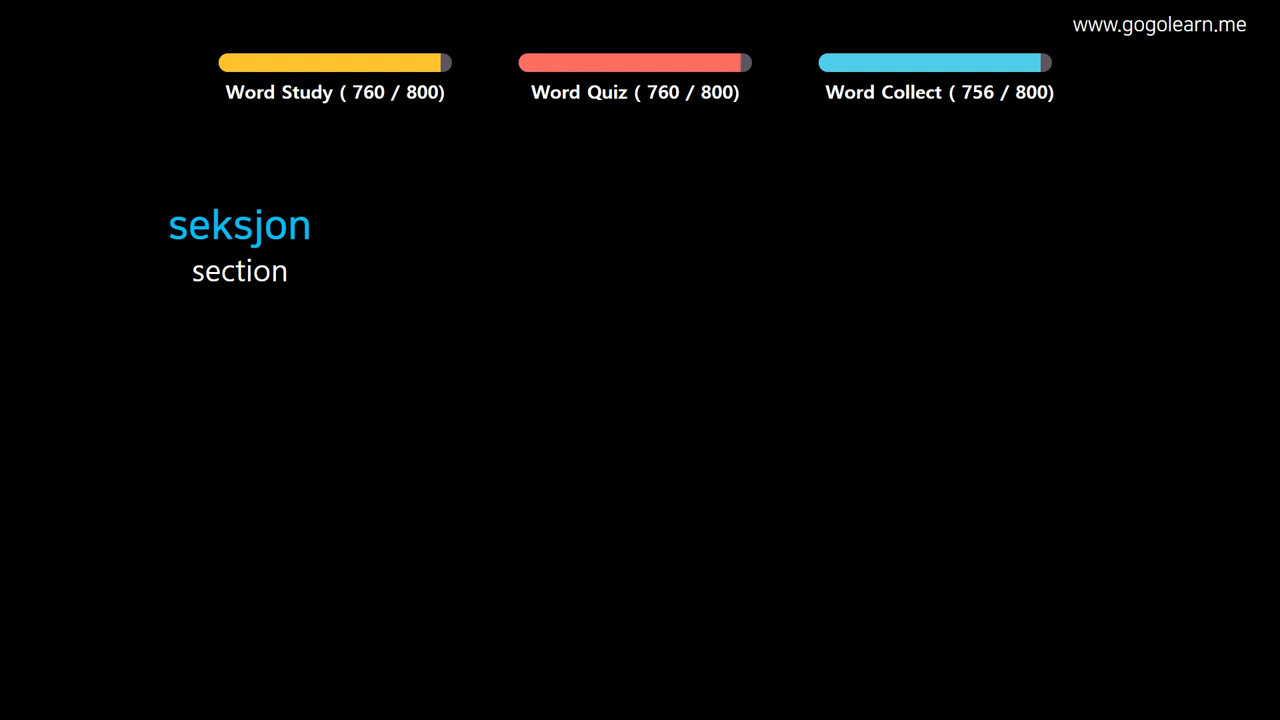 www.gogolearn.me
Word Study ( 760 / 800)
Word Quiz ( 760 / 800)
Word Collect ( 756 / 800)
seksjon
section